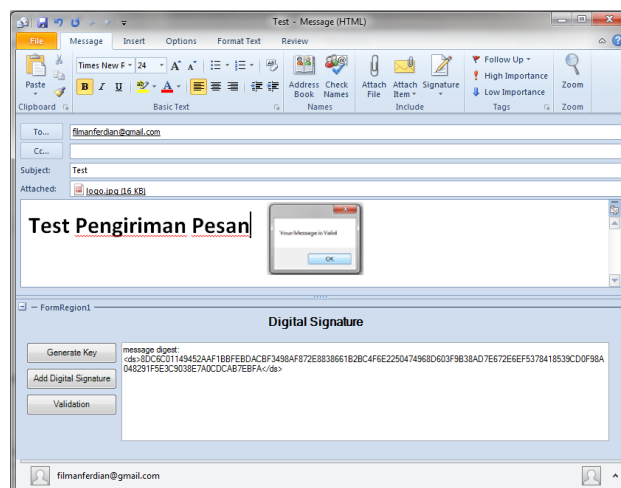 Test - Message (HTML)
File Message Insert Options Format Text Review
Paste
Clipboard
Times New F 24
B I U
Basic Text
Address Book
Check Names
Names
Attach File
Attach Item
Signature
Include
Follow Up
High Importance
Low Importance
Tags
Zoom
Zoom
To... filmanferdian@gmail.com
Cc...
Subject: Test
Attached: logo.jpg (16 KB)
Test Pengiriman Pesan
Your Message is Valid
OK
FormRegion1
Digital Signature
Generate Key
Add Digital Signature
Validation
message digest:
<ds>8DC6C01149452AAF1BBFEBDACBF3498AF872E8838661B2BC4F6E2250474968D603F9B38AD7E672E6EF5378418539CD0F98A
048291F5E3C9038E7A0CDCAB7EBFA</ds>
filmanferdian@gmail.com